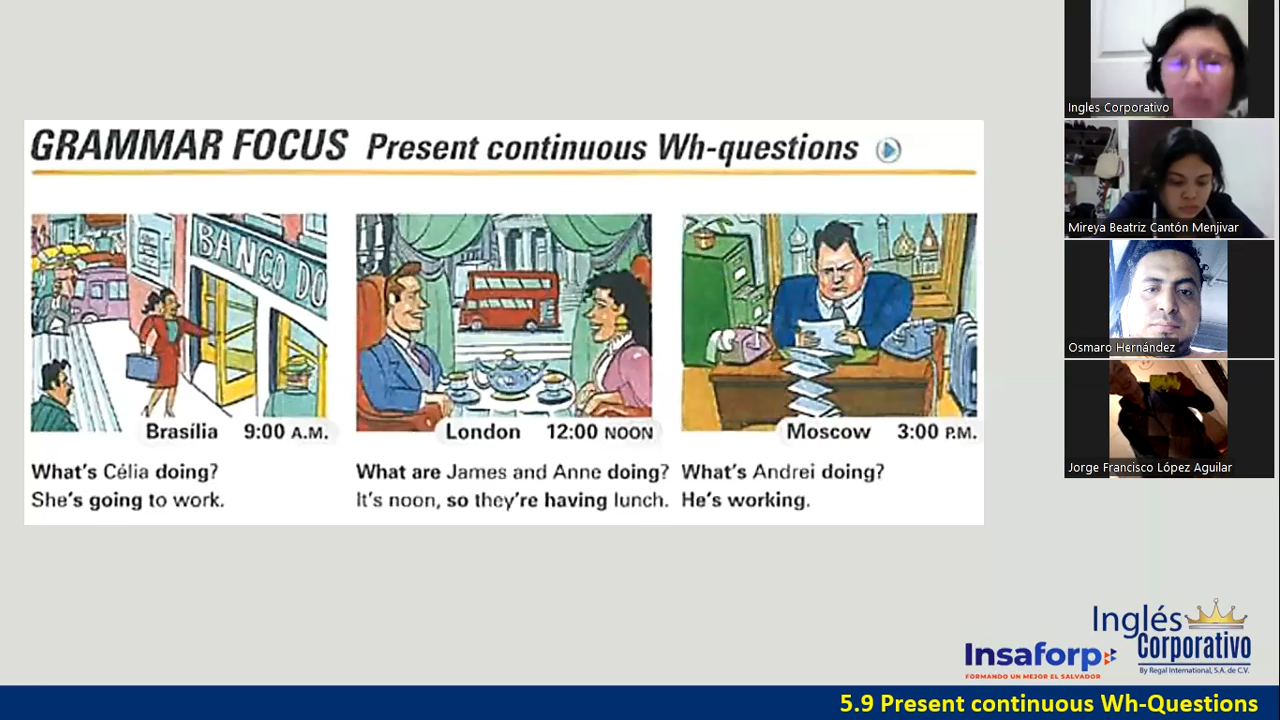 GRAMMAR FOCUS Present continuous Wh-questions
BANCO DO
Brasília 9:00 A.M.
London 12:00 NOON
Moscow 3:00 P.M.
What's Célia doing?
She's going to work.
What are James and Anne doing?
It's noon, so they're having lunch.
What's Andrei doing?
He's working.
Ingles Corporativo
Mireya Beatriz Cantón Menjivar
Osmaro Hernández
Jorge Francisco López Aguilar
Insaforp
FORMANDO UN MEJOR EL SALVADOR
Inglés
Corporativo
By Regal International, S.A. de C.V.
5.9 Present continuous Wh-Questions